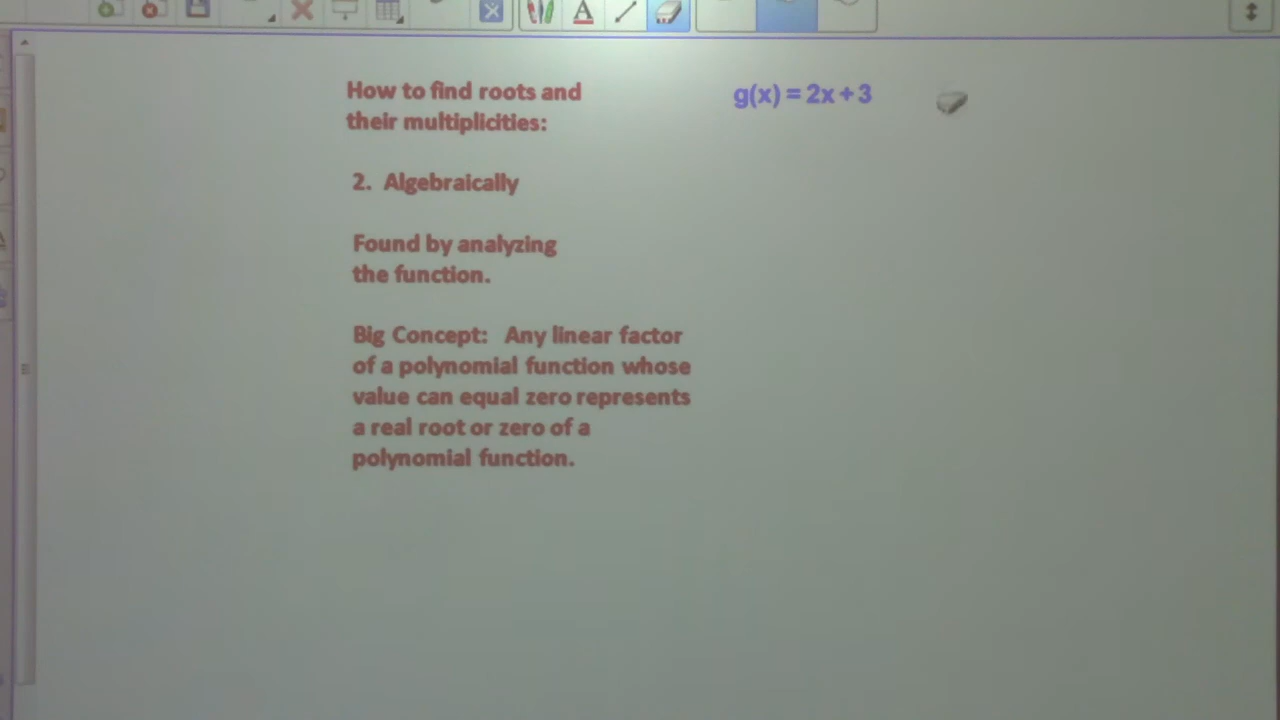 How to find roots and
their multiplicities:
g(x) = 2x + 3
2. Algebraically
Found by analyzing
the function.
Big Concept: Any linear factor
of a polynomial function whose
value can equal zero represents
a real root or zero of a
polynomial function.